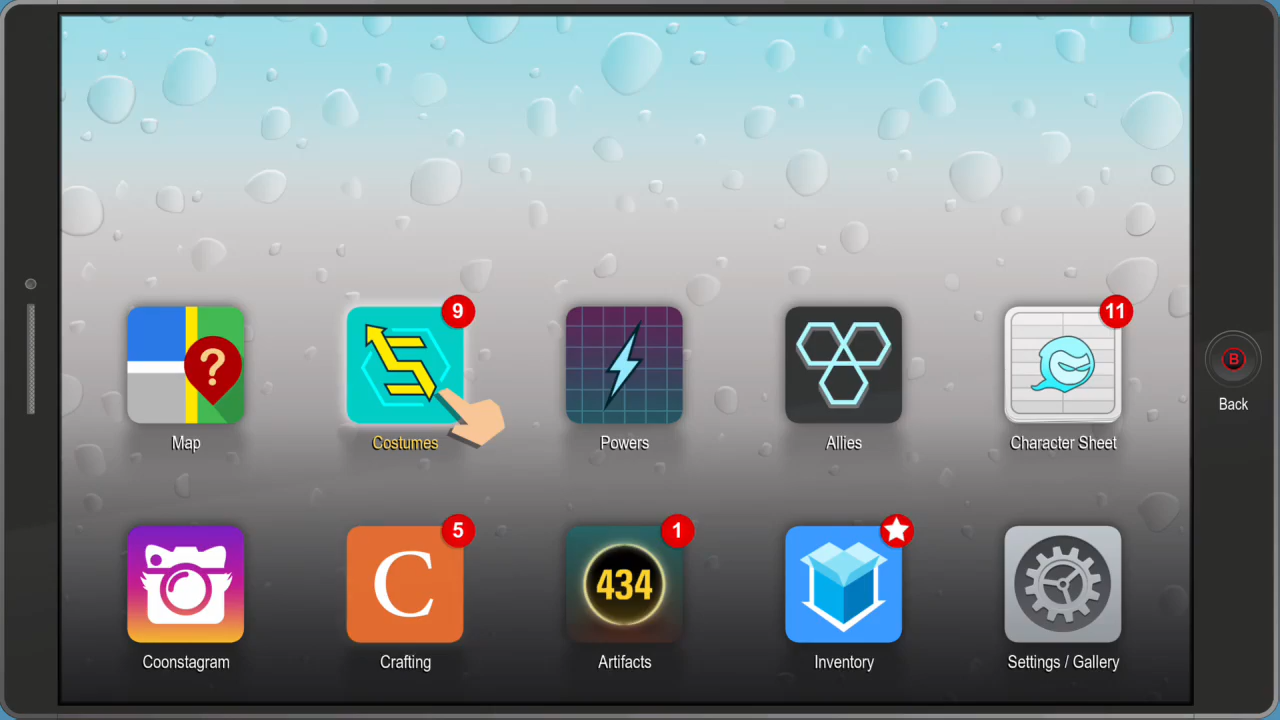 9
11
?
B
Back
Map
Costumes
Powers
Allies
Character Sheet
5
1
C
434
Coonstagram
Crafting
Artifacts
Inventory
Settings / Gallery